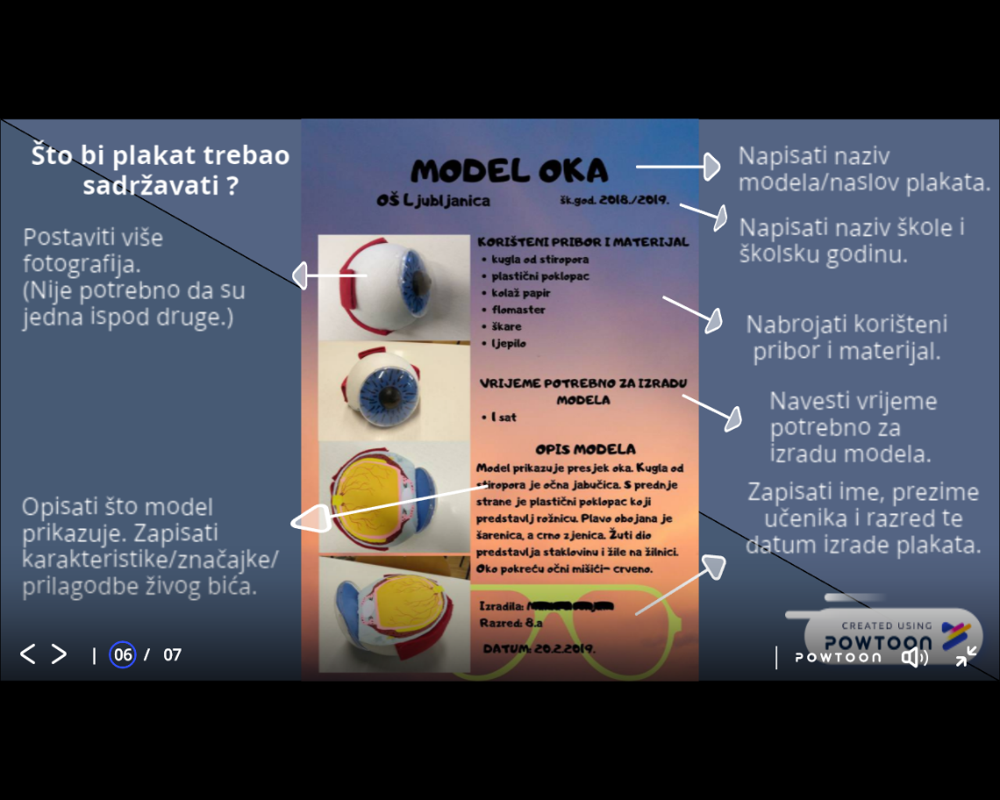 Što bi plakat trebao
sadržavati ?
Postaviti više
fotografija.
(Nije potrebno da su
jedna ispod druge.)
Opisati što model
prikazuje. Zapisati
karakteristike/značajke/
prilagodbe živog bića.
MODEL OKA
OŠ Ljubljanica
šk.god. 2018./2019.
KORIŠTENI PRIBOR I MATERIJAL
• kugla od stiropora
• plastični poklopac
• kolaž papir
• flomaster
• škare
• ljepilo
VRIJEME POTREBNO ZA IZRADU
MODELA
• 1 sat
OPIS MODELA
Model prikazuje presjek oka. Kugla od
stiropora je očna jabučica. S prednje
strane je plastični poklopac koji
predstavlj rožnicu. Plavo obojana je
šarenica, a crno zjenica. Žuti dio
predstavlja staklovinu i žile na žilnici.
Oko pokreću očni mišići- crveno.
Izradila:
Razred: 8.a
DATUM: 20.2.2019.
Napisati naziv
modela/naslov plakata.
Napisati naziv škole i
školsku godinu.
Nabrojati korišteni
pribor i materijal.
Navesti vrijeme
potrebno za
izradu modela.
Zapisati ime, prezime
učenika i razred te
datum izrade plakata.
CREATED USING
POWTOON
| 06 / 07
| POWTOON